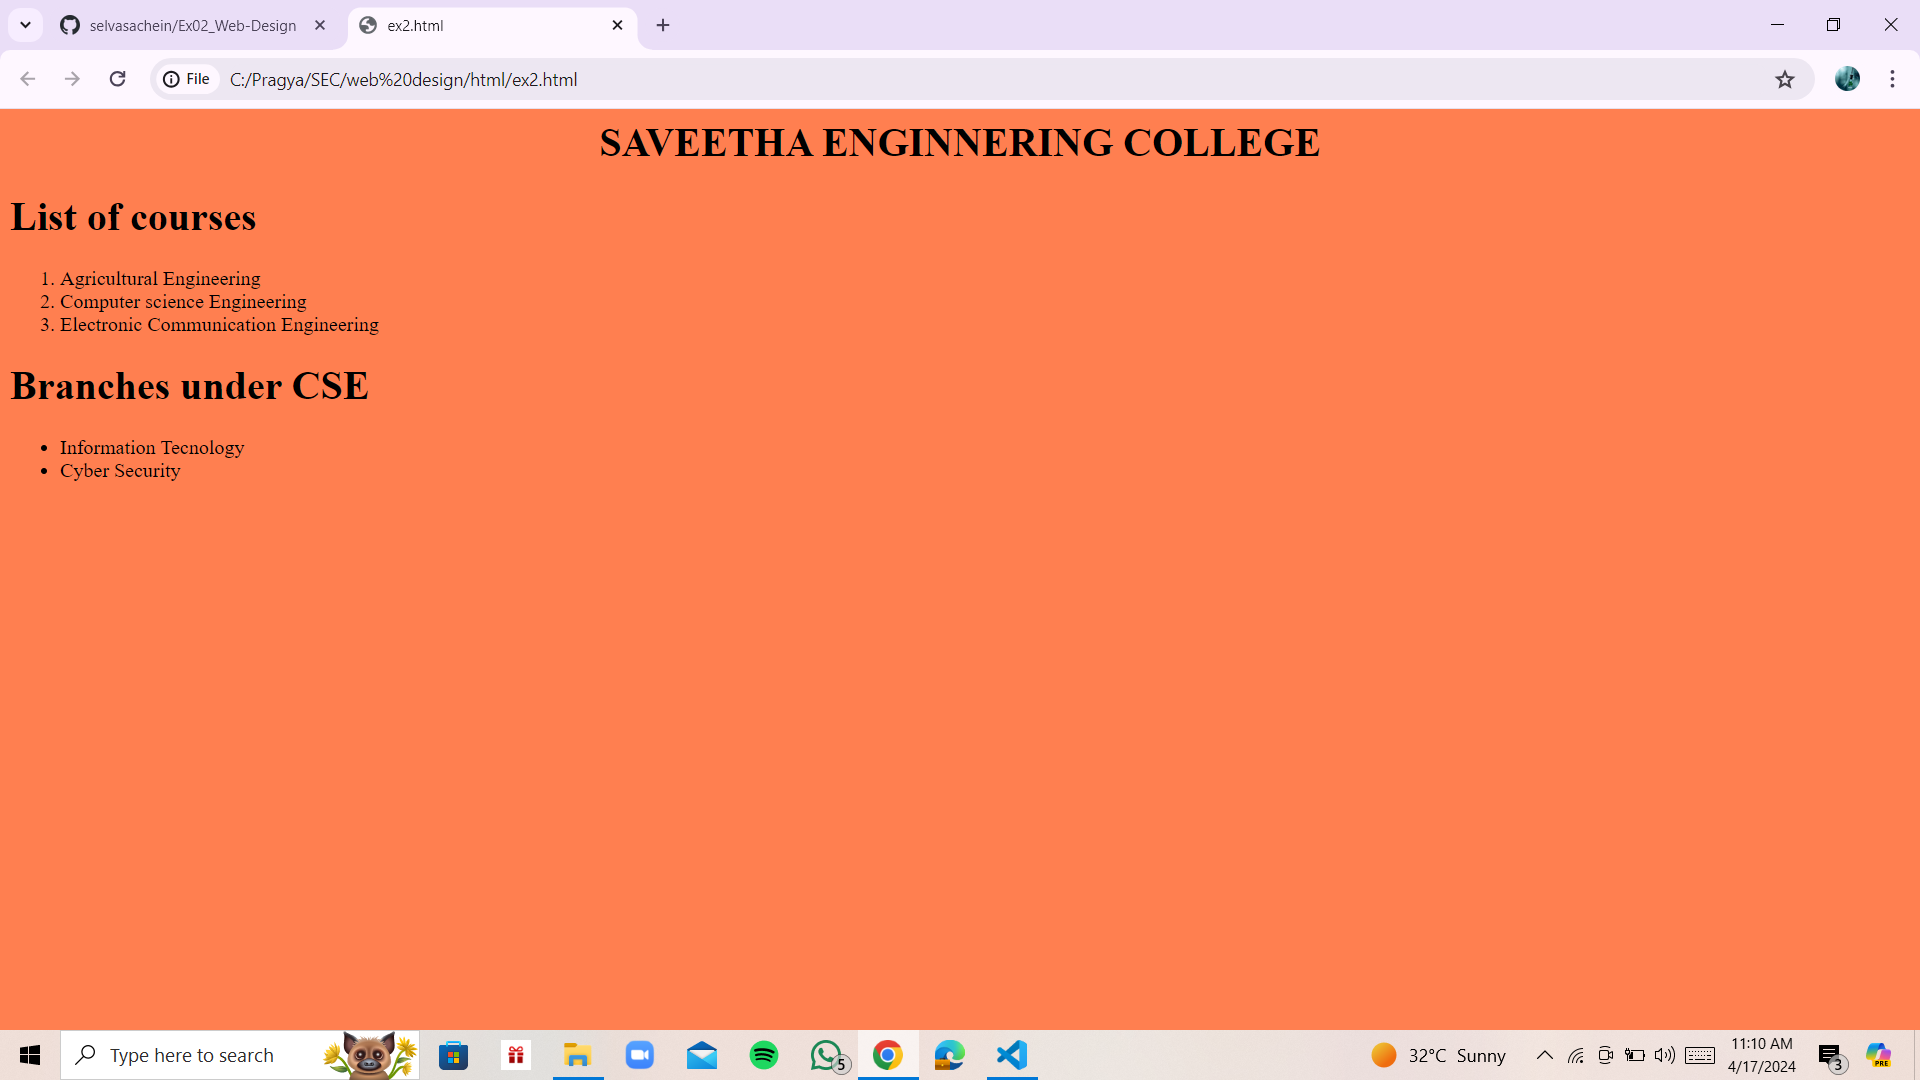 selvasachein/Ex02_Web-Design
ex2.html
File
C:/Pragya/SEC/web%20design/html/ex2.html
SAVEETHA ENGINNERING COLLEGE
List of courses
1. Agricultural Engineering
2. Computer science Engineering
3. Electronic Communication Engineering
Branches under CSE
• Information Tecnology
• Cyber Security
Type here to search
5
32°C Sunny
11:10 AM
4/17/2024
3
PRE